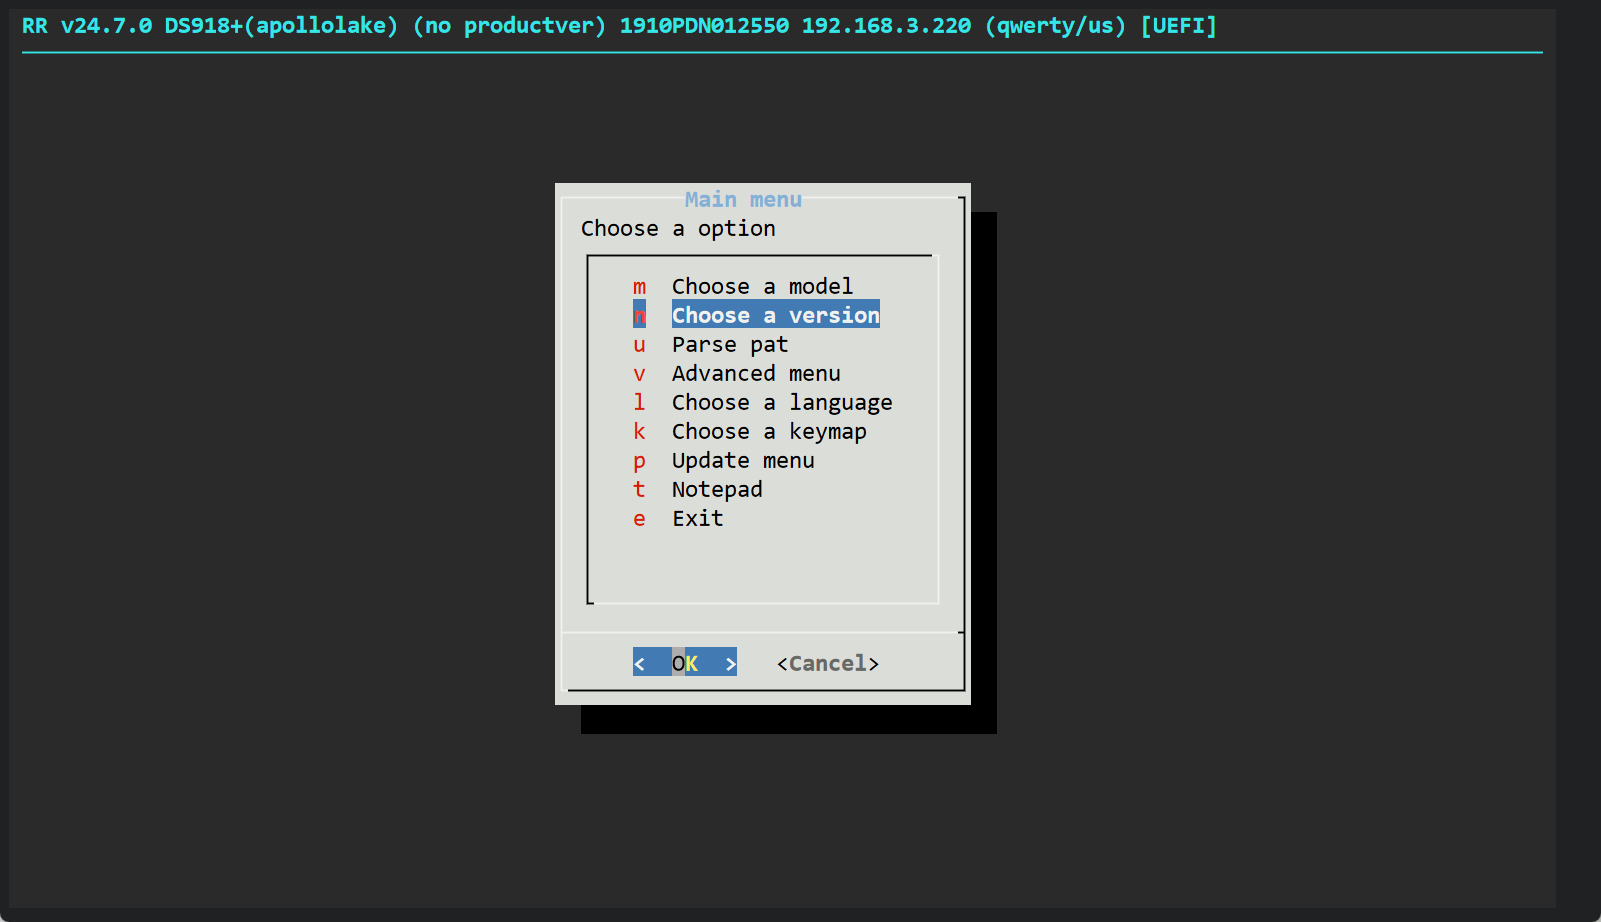 RR v24.7.0 DS918+(apollolake) (no productver) 1910PDN012550 192.168.3.220 (qwerty/us) [UEFI]
Main menu
Choose a option
m Choose a model
n Choose a version
u Parse pat
v Advanced menu
l Choose a language
k Choose a keymap
p Update menu
t Notepad
e Exit
< OK > <Cancel>